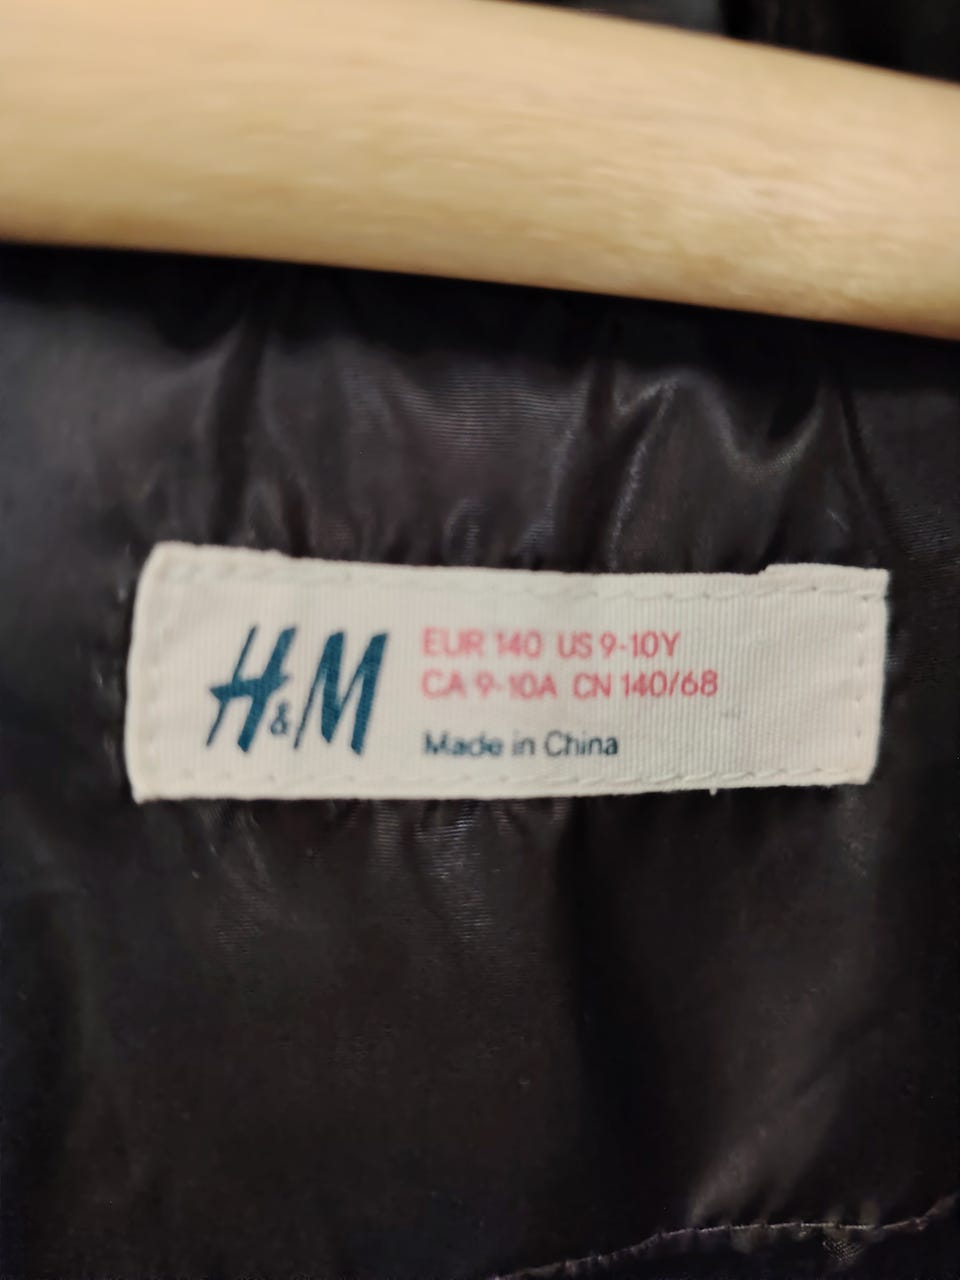 H&M
EUR 140 US 9-10Y
CA 9-10A CN 140/68
Made in China